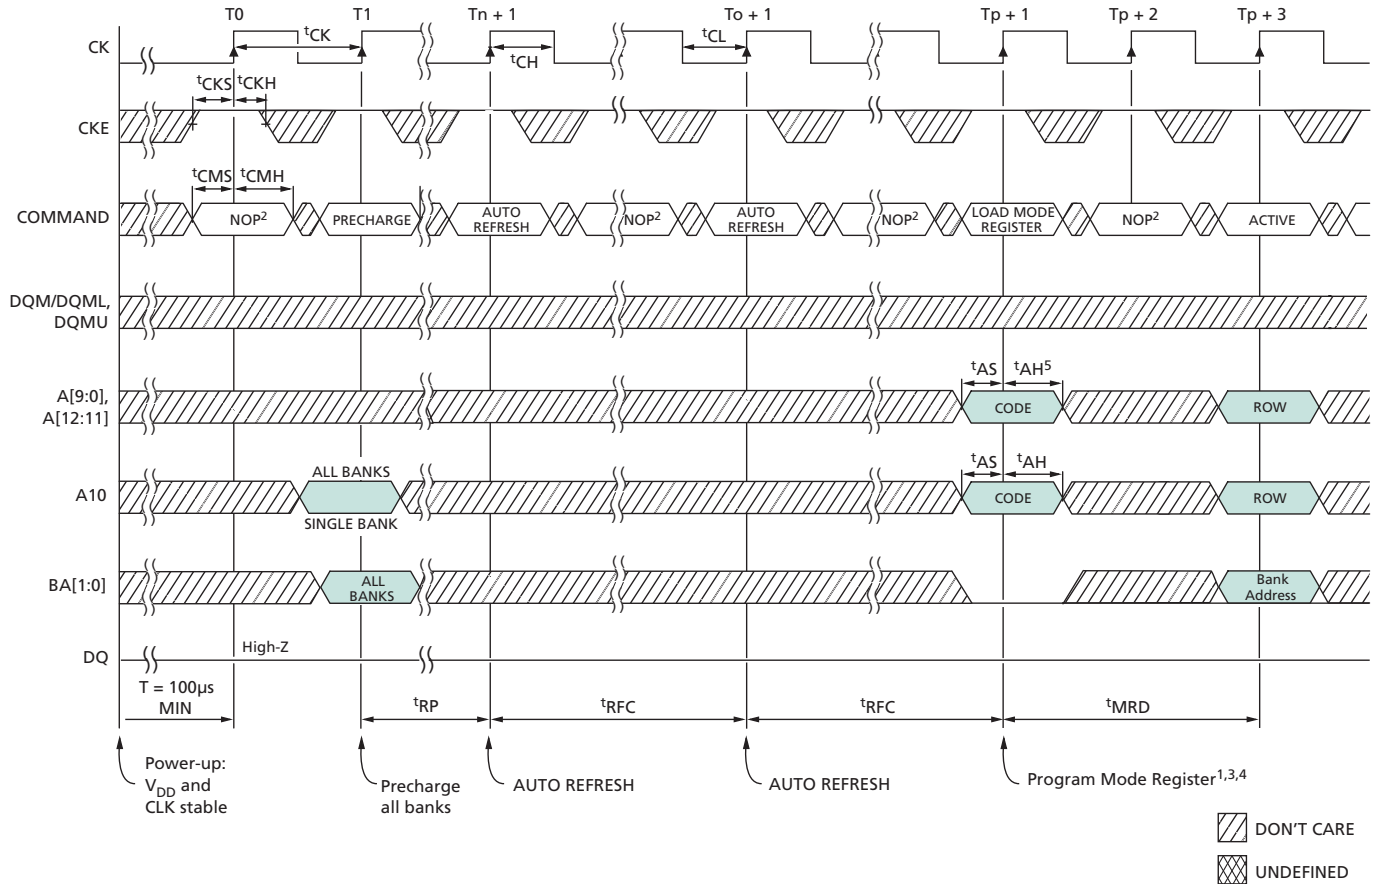 T0 T1 Tn + 1 To + 1 Tp + 1 Tp + 2 Tp + 3
CK
tCK
tCH
tCL
tCKS tCKH
CKE
tCMS tCMH
COMMAND
NOP2 PRECHARGE AUTO REFRESH NOP2 AUTO REFRESH NOP2 LOAD MODE REGISTER NOP2 ACTIVE
DQM/DQML,
DQMU
tAS tAH5
A[9:0],
A[12:11]
CODE ROW
ALL BANKS
tAS tAH
A10
CODE ROW
SINGLE BANK
BA[1:0]
ALL BANKS
Bank Address
High-Z
DQ
T = 100µs
MIN
tRP tRFC tRFC tMRD
Power-up:
VDD and
CLK stable
Precharge
all banks
AUTO REFRESH
AUTO REFRESH
Program Mode Register1,3,4
DON'T CARE
UNDEFINED